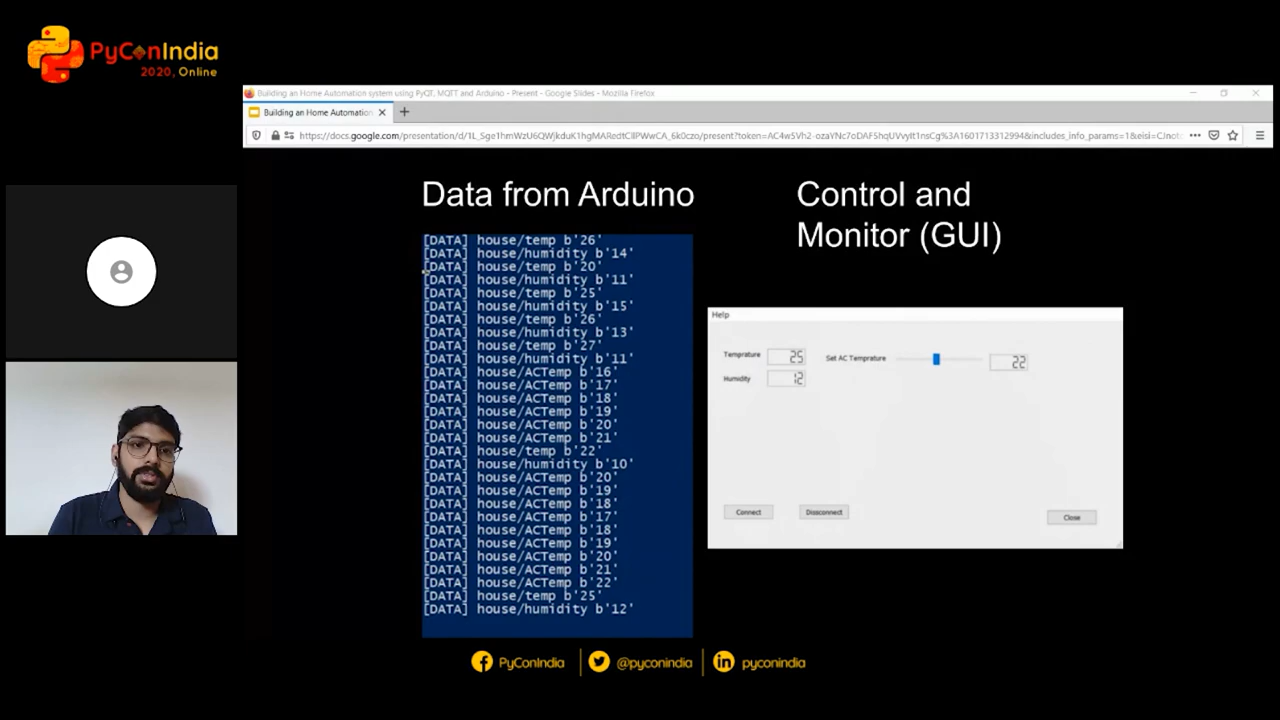 PyConIndia
2020, Online
Building an Home Automation system using PyQT, MQTT and Arduino - Present - Google Slides - Mozilla Firefox
Building an Home Automation
Data from Arduino
[DATA] house/temp b'26'
[DATA] house/humidity b'14'
[DATA] house/temp b'20'
[DATA] house/humidity b'11'
[DATA] house/temp b'25'
[DATA] house/humidity b'15'
[DATA] house/temp b'26'
[DATA] house/humidity b'13'
[DATA] house/temp b'27'
[DATA] house/humidity b'11'
[DATA] house/ACTemp b'16'
[DATA] house/ACTemp b'17'
[DATA] house/ACTemp b'18'
[DATA] house/ACTemp b'19'
[DATA] house/ACTemp b'20'
[DATA] house/ACTemp b'21'
[DATA] house/temp b'22'
[DATA] house/humidity b'10'
[DATA] house/ACTemp b'20'
[DATA] house/ACTemp b'19'
[DATA] house/ACTemp b'18'
[DATA] house/ACTemp b'17'
[DATA] house/ACTemp b'18'
[DATA] house/ACTemp b'19'
[DATA] house/ACTemp b'20'
[DATA] house/ACTemp b'21'
[DATA] house/ACTemp b'22'
[DATA] house/temp b'25'
[DATA] house/humidity b'12'
Control and
Monitor (GUI)
Help
Temprature 25 Set AC Temprature 22
Humidity 12
Connect Disconnect Close
PyConIndia @pyconindia pyconindia